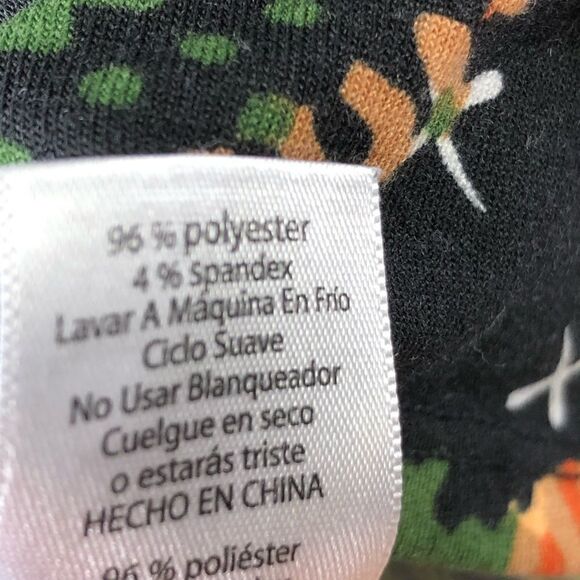 96 % polyester
4 % Spandex
Lavar A Máquina En Frío
Ciclo Suave
No Usar Blanqueador
Cuelgue en seco
o estarás triste
HECHO EN CHINA
96 % poliéster